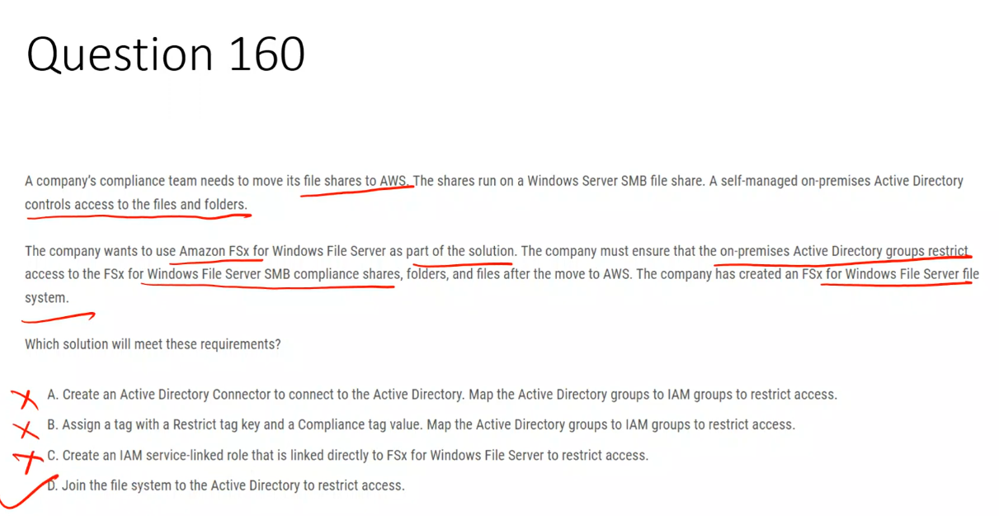 Question 160
A company's compliance team needs to move its file shares to AWS. The shares run on a Windows Server SMB file share. A self-managed on-premises Active Directory
controls access to the files and folders.
The company wants to use Amazon FSx for Windows File Server as part of the solution. The company must ensure that the on-premises Active Directory groups restrict
access to the FSx for Windows File Server SMB compliance shares, folders, and files after the move to AWS. The company has created an FSx for Windows File Server file
system.
Which solution will meet these requirements?
A. Create an Active Directory Connector to connect to the Active Directory. Map the Active Directory groups to IAM groups to restrict access.
B. Assign a tag with a Restrict tag key and a Compliance tag value. Map the Active Directory groups to IAM groups to restrict access.
C. Create an IAM service-linked role that is linked directly to FSx for Windows File Server to restrict access.
D. Join the file system to the Active Directory to restrict access.